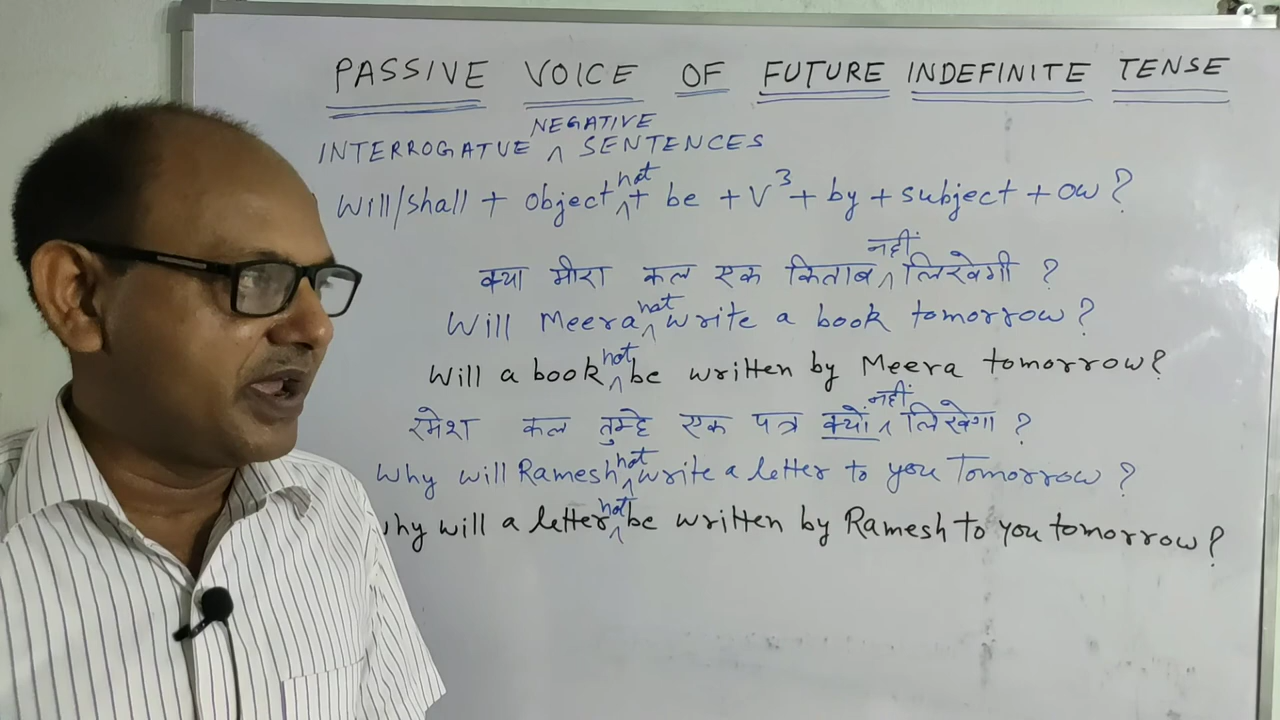 PASSIVE VOICE OF FUTURE INDEFINITE TENSE
INTERROGATVE NEGATIVE SENTENCES
Will/shall + object not + be + V3 + by + subject + ow?
क्या मीरा कल एक किताब नहीं लिखेगी ?
Will Meera not write a book tomorrow?
Will a book not be written by Meera tomorrow?
रमेश कल तुम्हे एक पत्र क्यों नहीं लिखेगा ?
Why will Ramesh not write a letter to you Tomorrow ?
Why will a letter not be written by Ramesh to you tomorrow?